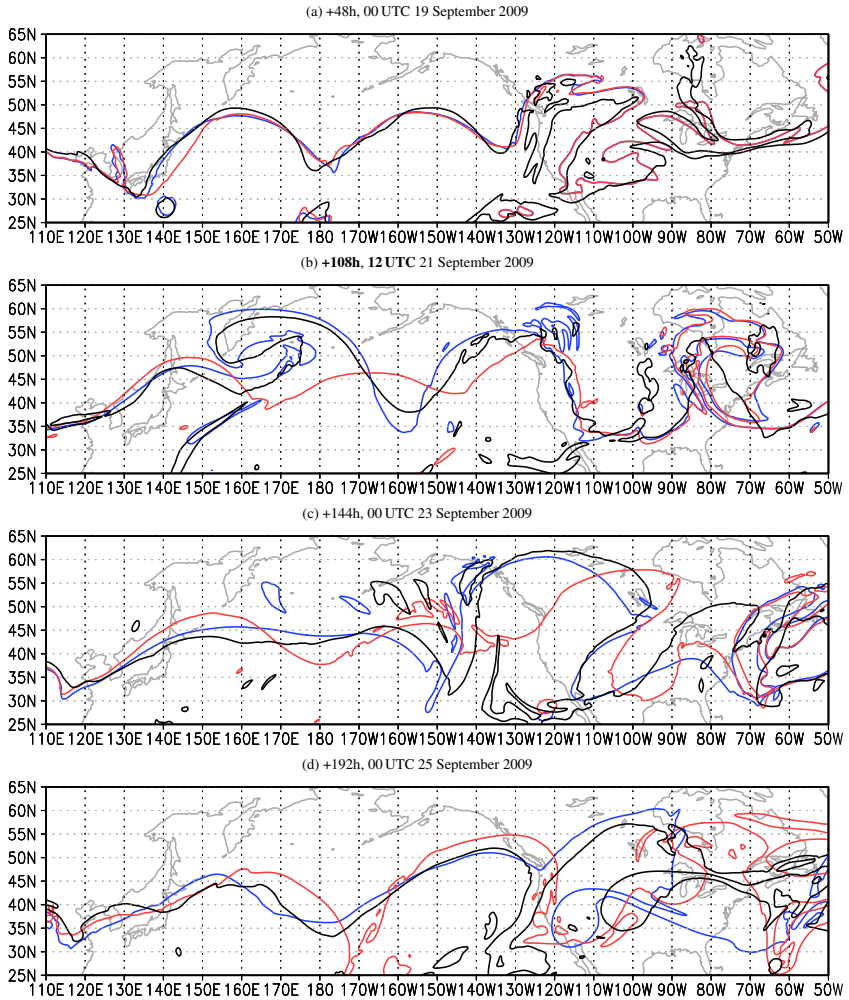 (a) +48h, 00 UTC 19 September 2009
65N
60N
55N
50N
45N
40N
35N
30N
25N
110E 120E 130E 140E 150E 160E 170E 180 170W 160W 150W 140W 130W 120W 110W 100W 90W 80W 70W 60W 50W
(b) +108h, 12 UTC 21 September 2009
65N
60N
55N
50N
45N
40N
35N
30N
25N
110E 120E 130E 140E 150E 160E 170E 180 170W 160W 150W 140W 130W 120W 110W 100W 90W 80W 70W 60W 50W
(c) +144h, 00 UTC 23 September 2009
65N
60N
55N
50N
45N
40N
35N
30N
25N
110E 120E 130E 140E 150E 160E 170E 180 170W 160W 150W 140W 130W 120W 110W 100W 90W 80W 70W 60W 50W
(d) +192h, 00 UTC 25 September 2009
65N
60N
55N
50N
45N
40N
35N
30N
25N
110E 120E 130E 140E 150E 160E 170E 180 170W 160W 150W 140W 130W 120W 110W 100W 90W 80W 70W 60W 50W